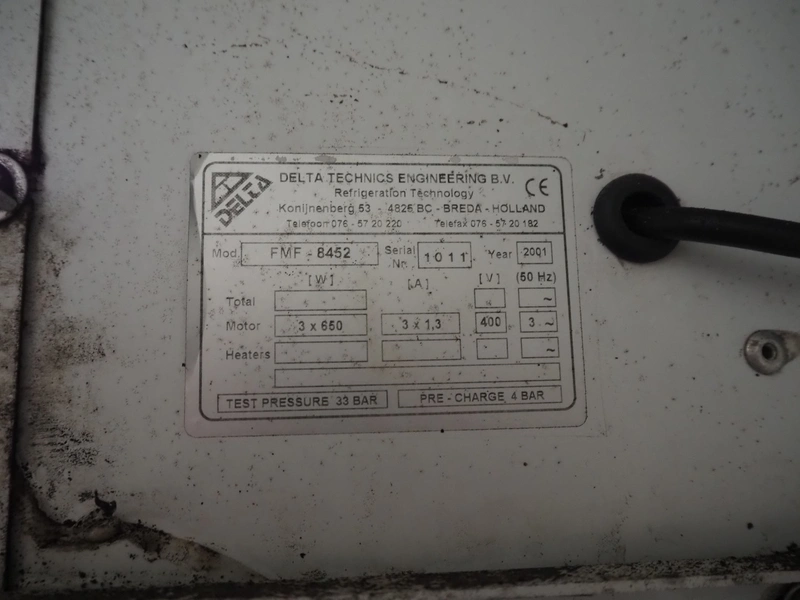 DELTA
DELTA TECHNICS ENGINEERING B.V. CE
Refrigeration Technology
Konijnenberg 53 - 4825 BC - BREDA - HOLLAND
Telefoon 076 - 57 20 220 Telefax 076 - 57 20 182
Mod. FMF - 8452 Serial Nr. 1011 Year 2001
[W] [A] [V] (50 Hz)
Total ~
Motor 3 x 650 3 x 1,3 400 3 ~
Heaters ~
TEST PRESSURE 33 BAR PRE - CHARGE 4 BAR